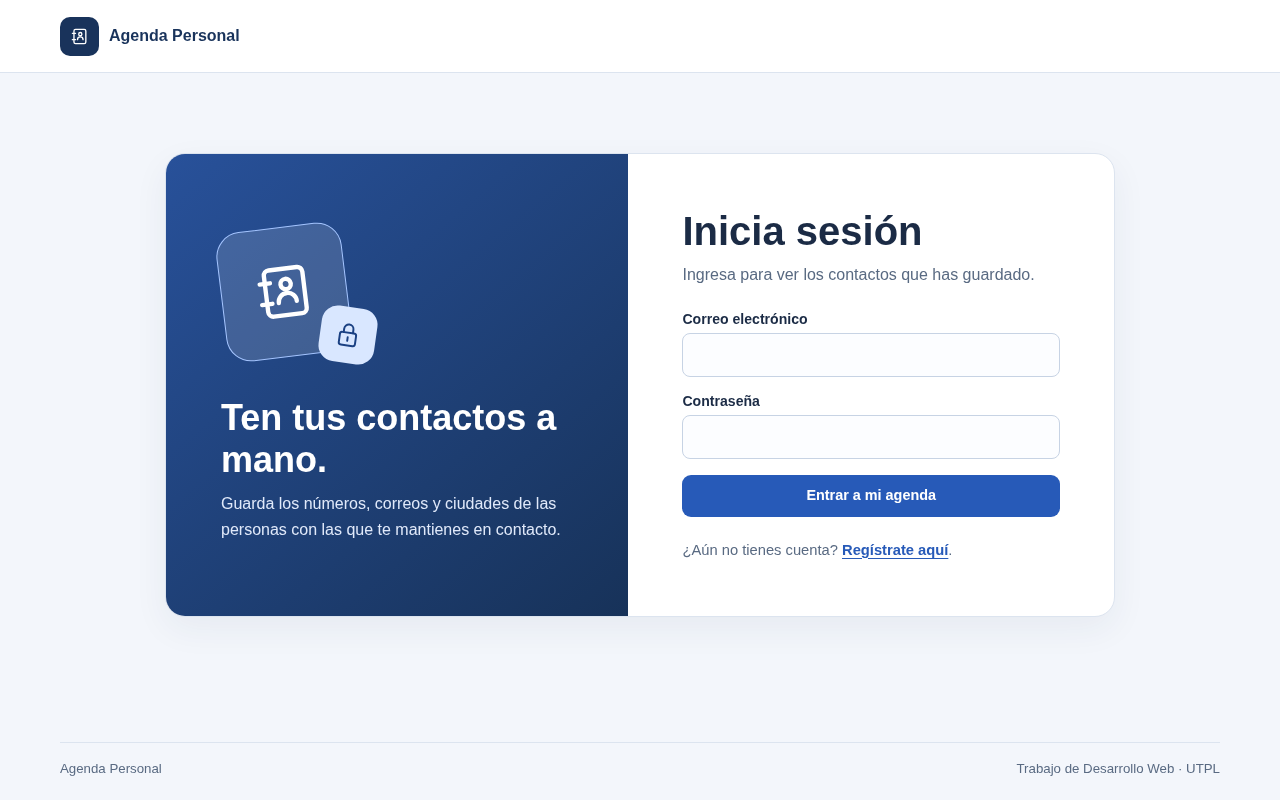 Agenda Personal
Ten tus contactos a
mano.
Guarda los números, correos y ciudades de las
personas con las que te mantienes en contacto.
Inicia sesión
Ingresa para ver los contactos que has guardado.
Correo electrónico
Contraseña
Entrar a mi agenda
¿Aún no tienes cuenta? Regístrate aquí.
Agenda Personal
Trabajo de Desarrollo Web · UTPL